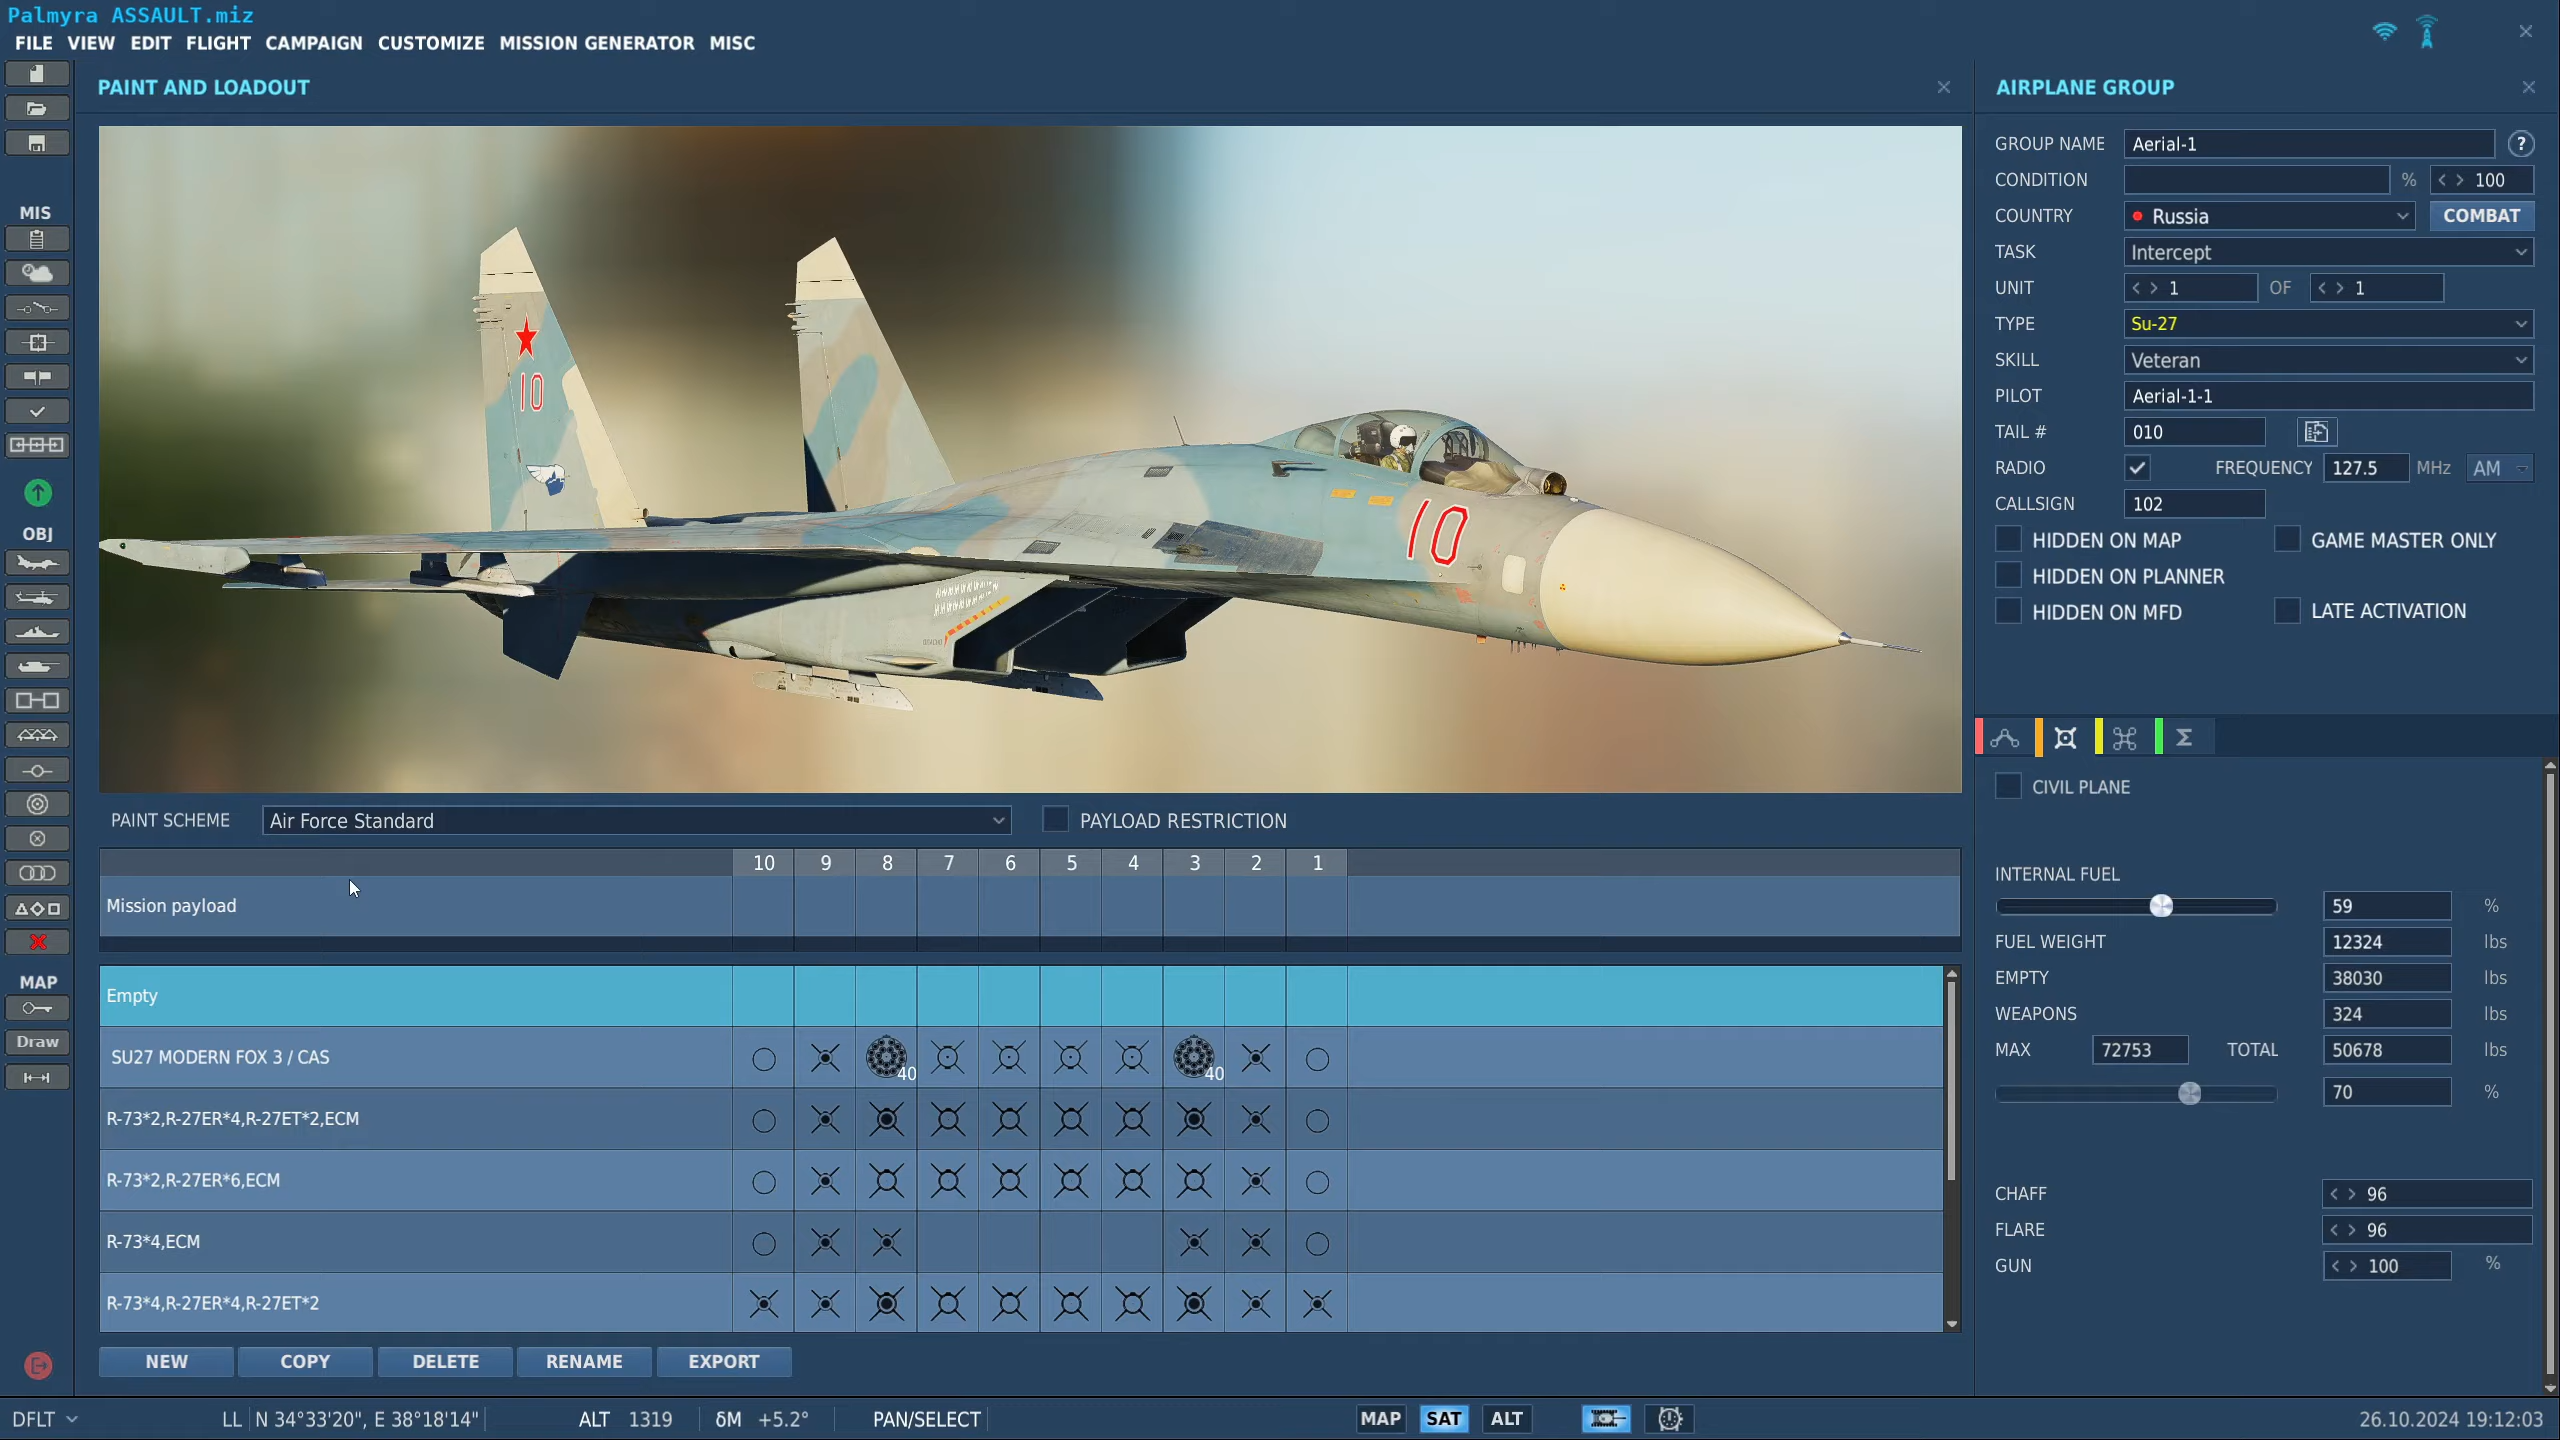 Palmyra ASSAULT.miz
FILE VIEW EDIT FLIGHT CAMPAIGN CUSTOMIZE MISSION GENERATOR MISC
PAINT AND LOADOUT
10
10
PAINT SCHEME Air Force Standard PAYLOAD RESTRICTION
10 9 8 7 6 5 4 3 2 1
Mission payload
Empty
SU27 MODERN FOX 3 / CAS 40 40
R-73*2,R-27ER*4,R-27ET*2,ECM
R-73*2,R-27ER*6,ECM
R-73*4,ECM
R-73*4,R-27ER*4,R-27ET*2
NEW COPY DELETE RENAME EXPORT
MIS
OBJ
MAP
Draw
AIRPLANE GROUP
GROUP NAME Aerial-1 ?
CONDITION % < > 100
COUNTRY Russia COMBAT
TASK Intercept
UNIT < > 1 OF < > 1
TYPE Su-27
SKILL Veteran
PILOT Aerial-1-1
TAIL # 010
RADIO FREQUENCY 127.5 MHz AM
CALLSIGN 102
HIDDEN ON MAP GAME MASTER ONLY
HIDDEN ON PLANNER
HIDDEN ON MFD LATE ACTIVATION
Σ
CIVIL PLANE
INTERNAL FUEL
59 %
FUEL WEIGHT 12324 lbs
EMPTY 38030 lbs
WEAPONS 324 lbs
MAX 72753 TOTAL 50678 lbs
70 %
CHAFF < > 96
FLARE < > 96
GUN < > 100 %
DFLT LL N 34°33'20", E 38°18'14" ALT 1319 δM +5.2° PAN/SELECT MAP SAT ALT 26.10.2024 19:12:03